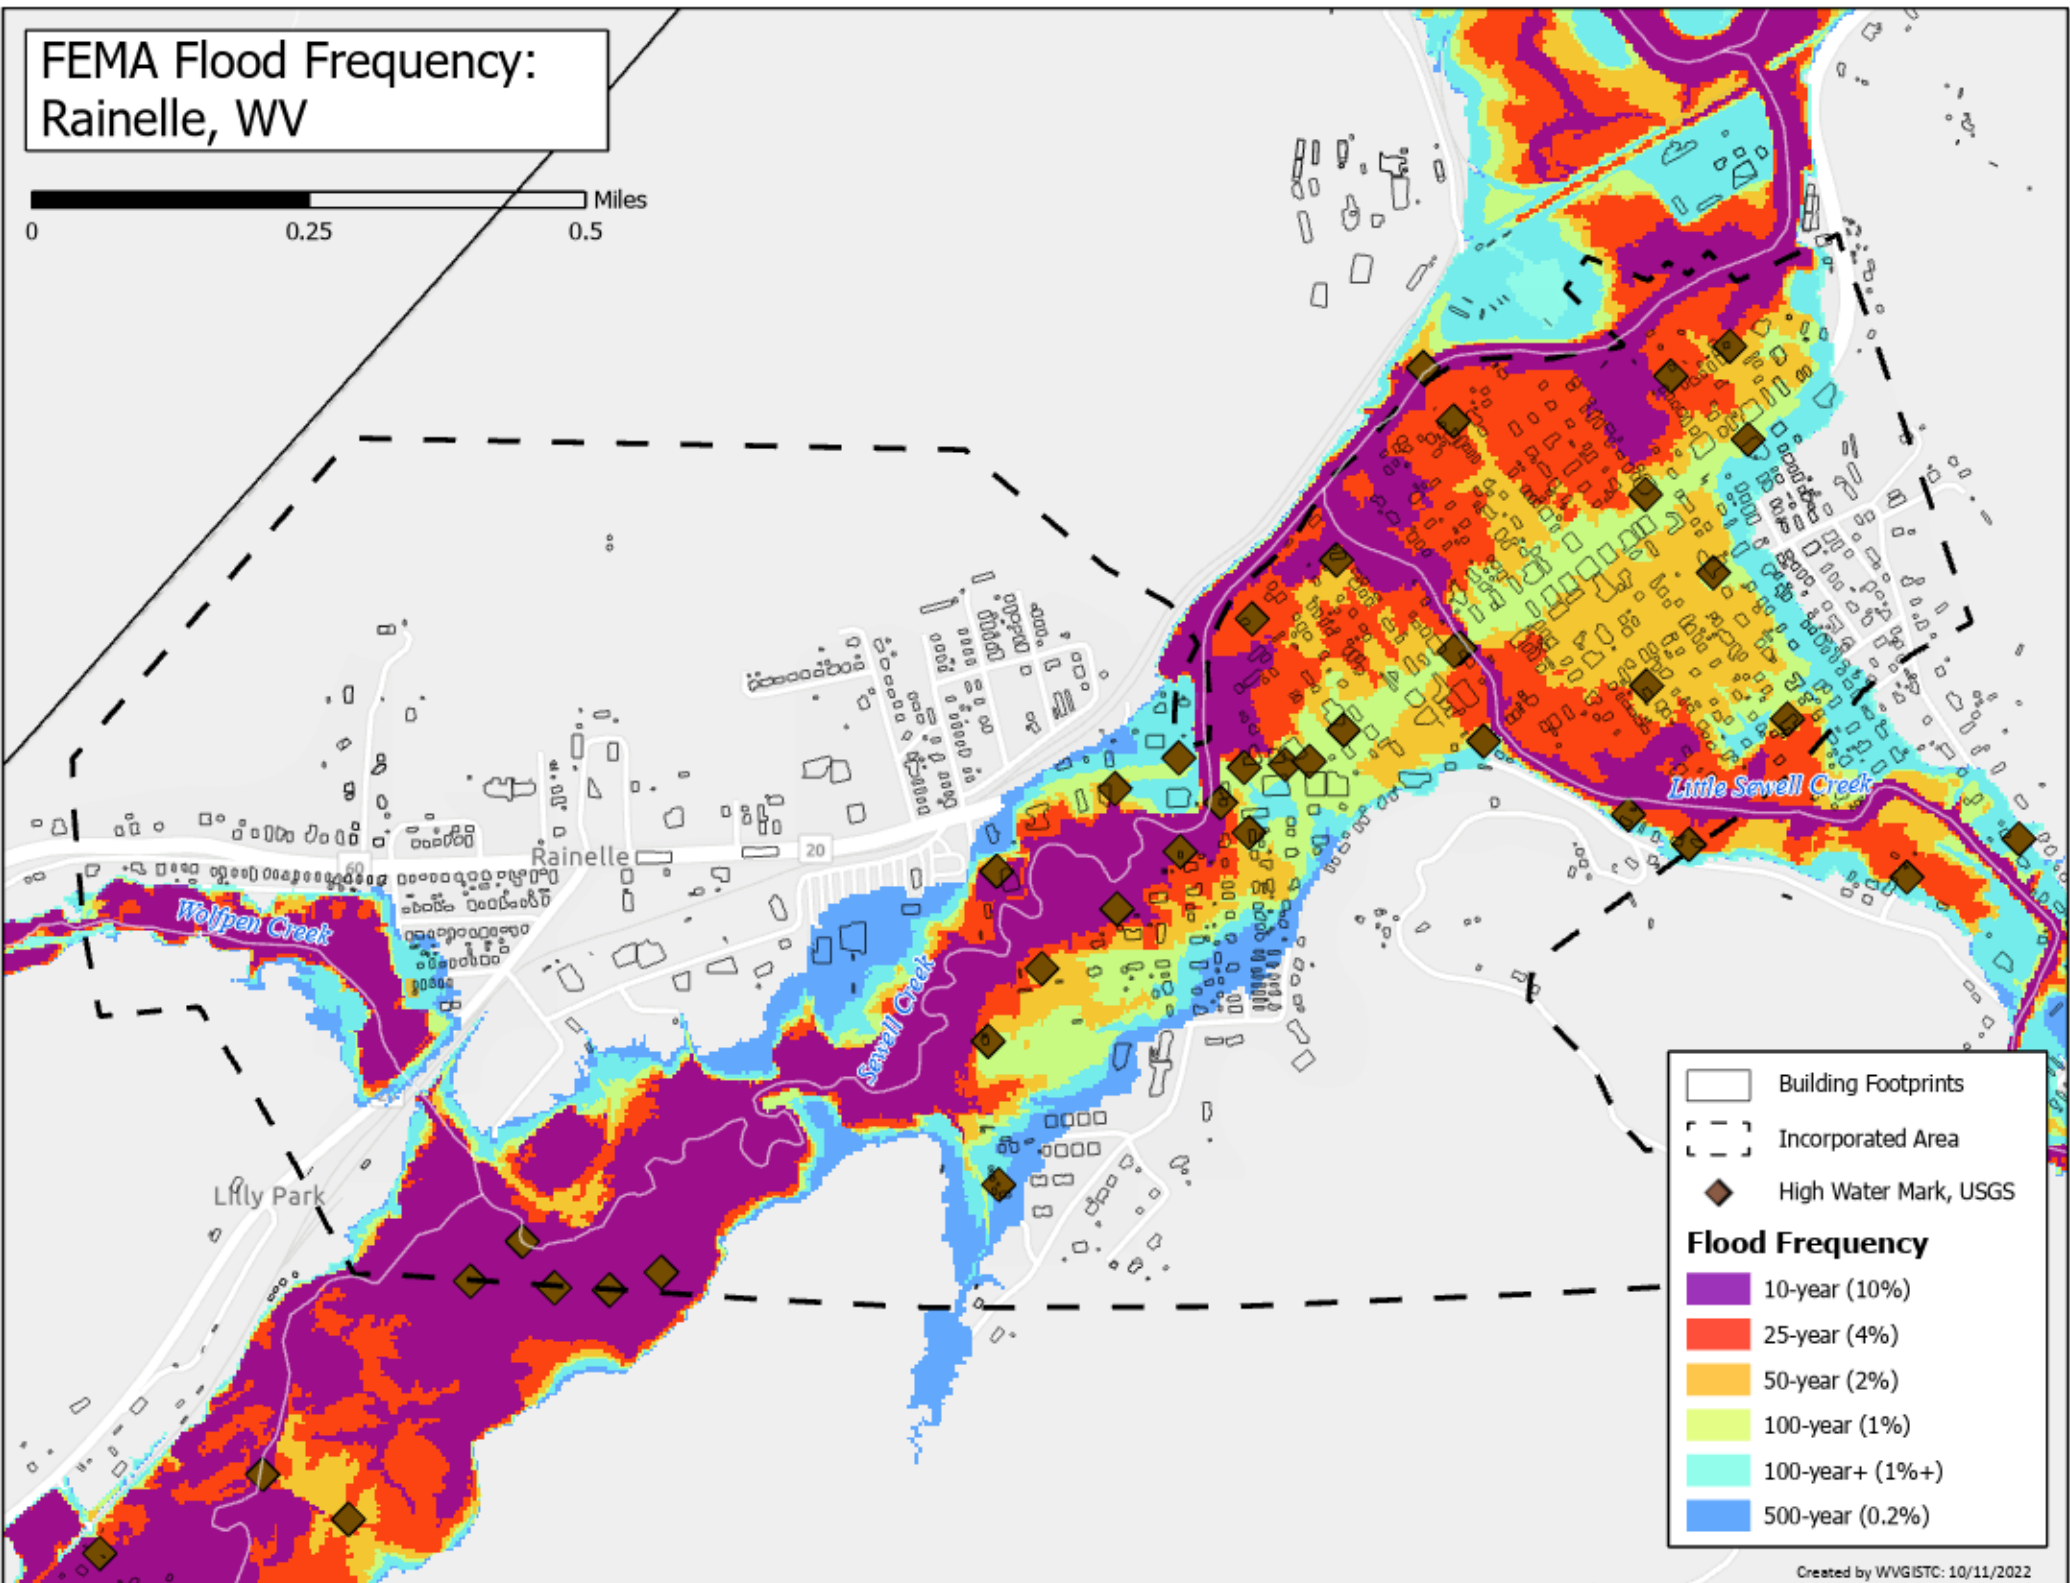 FEMA Flood Frequency:
Rainelle, WV
Miles
0 0.25 0.5
Little Sewell Creek
Rainelle
20
60
Wolfpen Creek
Sewell Creek
Lilly Park
Building Footprints
Incorporated Area
High Water Mark, USGS
Flood Frequency
10-year (10%)
25-year (4%)
50-year (2%)
100-year (1%)
100-year+ (1%+)
500-year (0.2%)
Created by WVGISTC: 10/11/2022